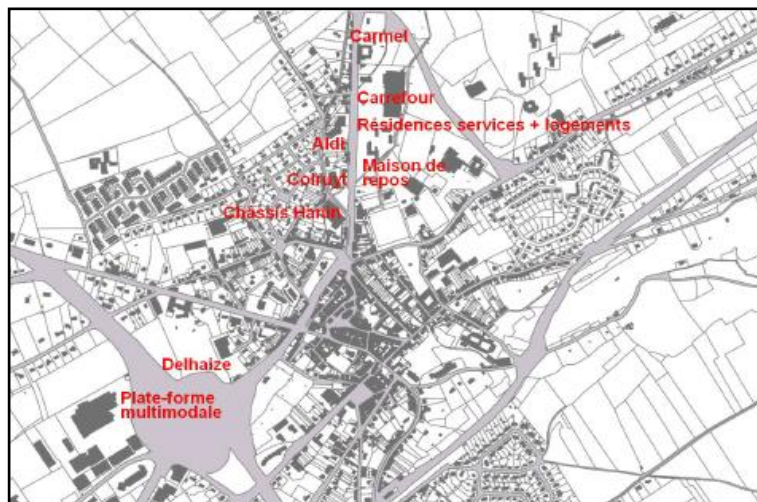 Carmel
Carrefour
Résidences services + logements
Aldi
Maison de
repos
Colruyt
Châssis Hanin
Delhaize
Plate-forme
multimodale